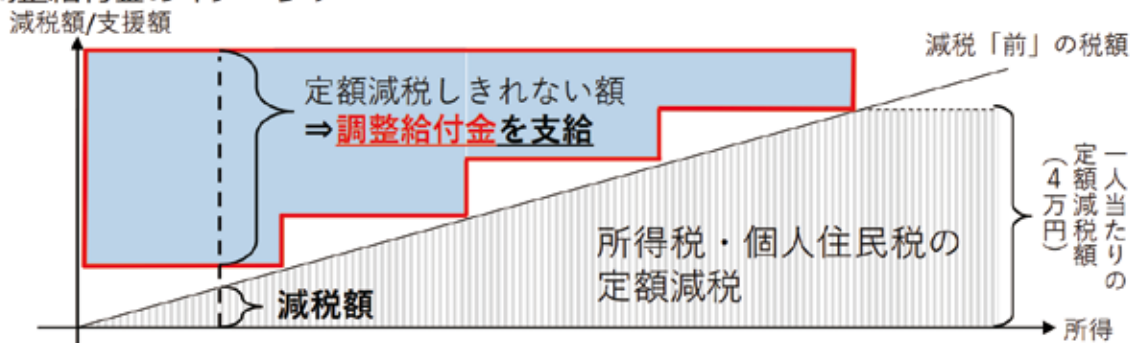 減税額/支援額
減税「前」の税額
定額減税しきれない額
⇒調整給付金を支給
一人当たりの
定額減税額
（4万円）
所得税・個人住民税の
定額減税
減税額
所得